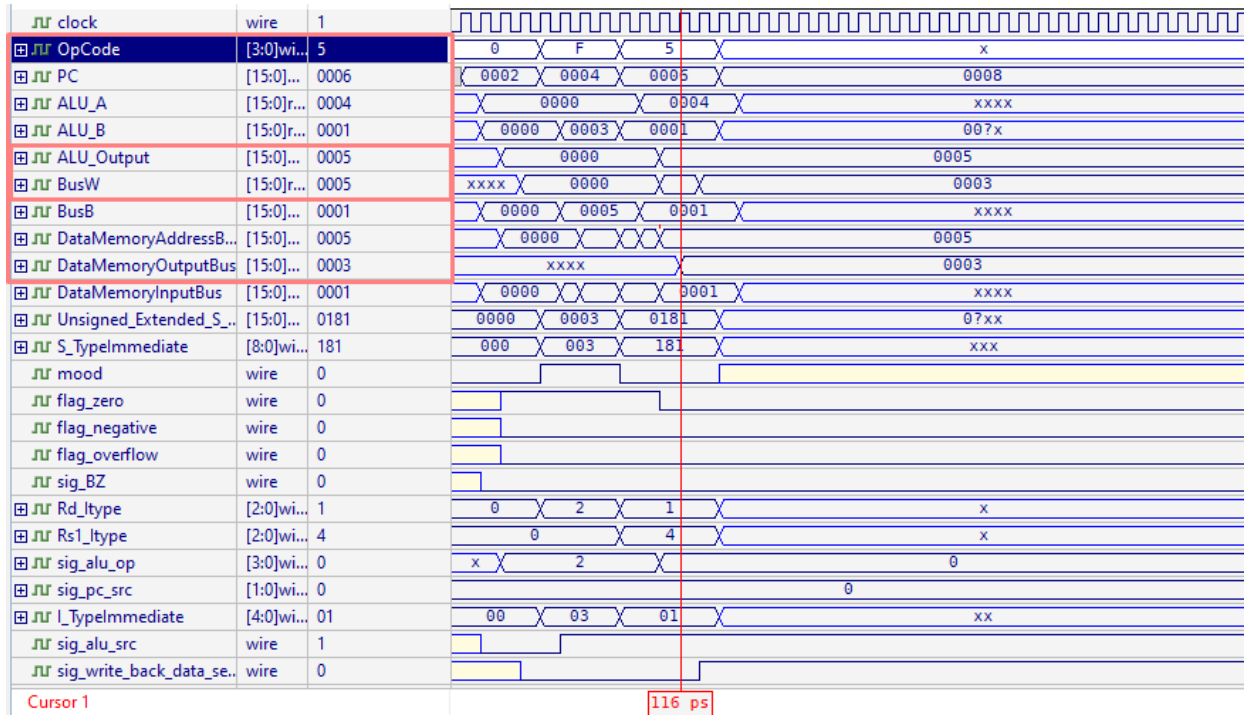 clock wire 1
OpCode [3:0]wi... 5 0 F 5 x
PC [15:0]... 0006 0002 0004 0006 0008
ALU_A [15:0]r... 0004 0000 0004 xxxx
ALU_B [15:0]r... 0001 0000 0003 0001 00?x
ALU_Output [15:0]... 0005 0000 0005
BusW [15:0]r... 0005 xxxx 0000 0003
BusB [15:0]... 0001 0000 0005 0001 xxxx
DataMemoryAddressB... [15:0]... 0005 0000 0005
DataMemoryOutputBus [15:0]... 0003 xxxx 0003
DataMemoryInputBus [15:0]... 0001 0000 0001 xxxx
Unsigned_Extended_S_.. [15:0]... 0181 0000 0003 0181 0?xx
S_TypeImmediate [8:0]wi... 181 000 003 181 xxx
mood wire 0
flag_zero wire 0
flag_negative wire 0
flag_overflow wire 0
sig_BZ wire 0
Rd_Itype [2:0]wi... 1 0 2 1 x
Rs1_Itype [2:0]wi... 4 0 4 x
sig_alu_op [3:0]wi... 0 x 2 0
sig_pc_src [1:0]wi... 0 0
I_TypeImmediate [4:0]wi... 01 00 03 01 xx
sig_alu_src wire 1
sig_write_back_data_se.. wire 0
Cursor 1 116 ps